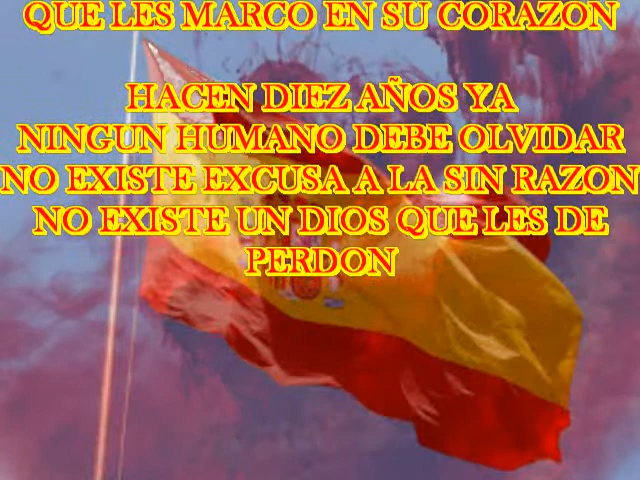 QUE LES MARCO EN SU CORAZON
HACEN DIEZ AÑOS YA
NINGUN HUMANO DEBE OLVIDAR
NO EXISTE EXCUSA A LA SIN RAZON
NO EXISTE UN DIOS QUE LES DE
PERDON